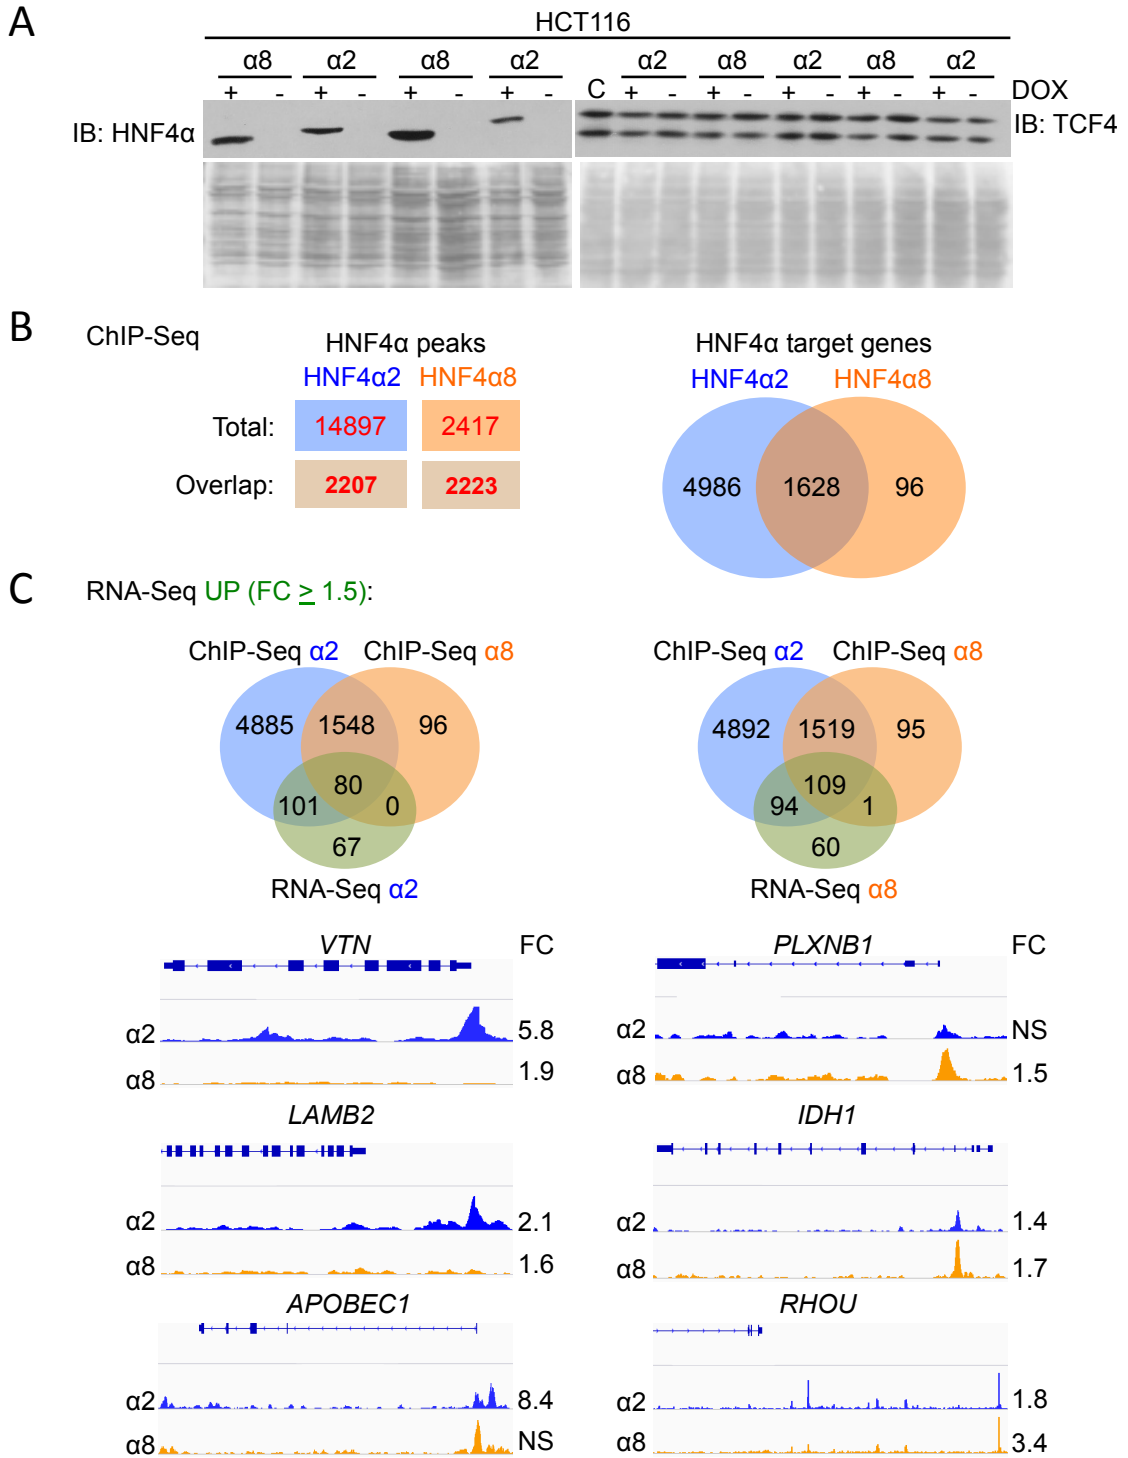 A
HCT116
α8 α2 α8 α2 α2 α8 α2 α8 α2
+ - + - + - + - C + - + - + - + - + - DOX
IB: HNF4α
IB: TCF4
B
ChIP-Seq
HNF4α peaks
HNF4α2 HNF4α8
Total: 14897 2417
Overlap: 2207 2223
HNF4α target genes
HNF4α2 HNF4α8
4986 1628 96
C
RNA-Seq UP (FC ≥ 1.5):
ChIP-Seq α2 ChIP-Seq α8
4885 1548 96
80
101 0
67
RNA-Seq α2
ChIP-Seq α2 ChIP-Seq α8
4892 1519 95
109
94 1
60
RNA-Seq α8
VTN FC
α2 5.8
α8 1.9
LAMB2
α2 2.1
α8 1.6
APOBEC1
α2 8.4
α8 NS
PLXNB1 FC
α2 NS
α8 1.5
IDH1
α2 1.4
α8 1.7
RHOU
α2 1.8
α8 3.4